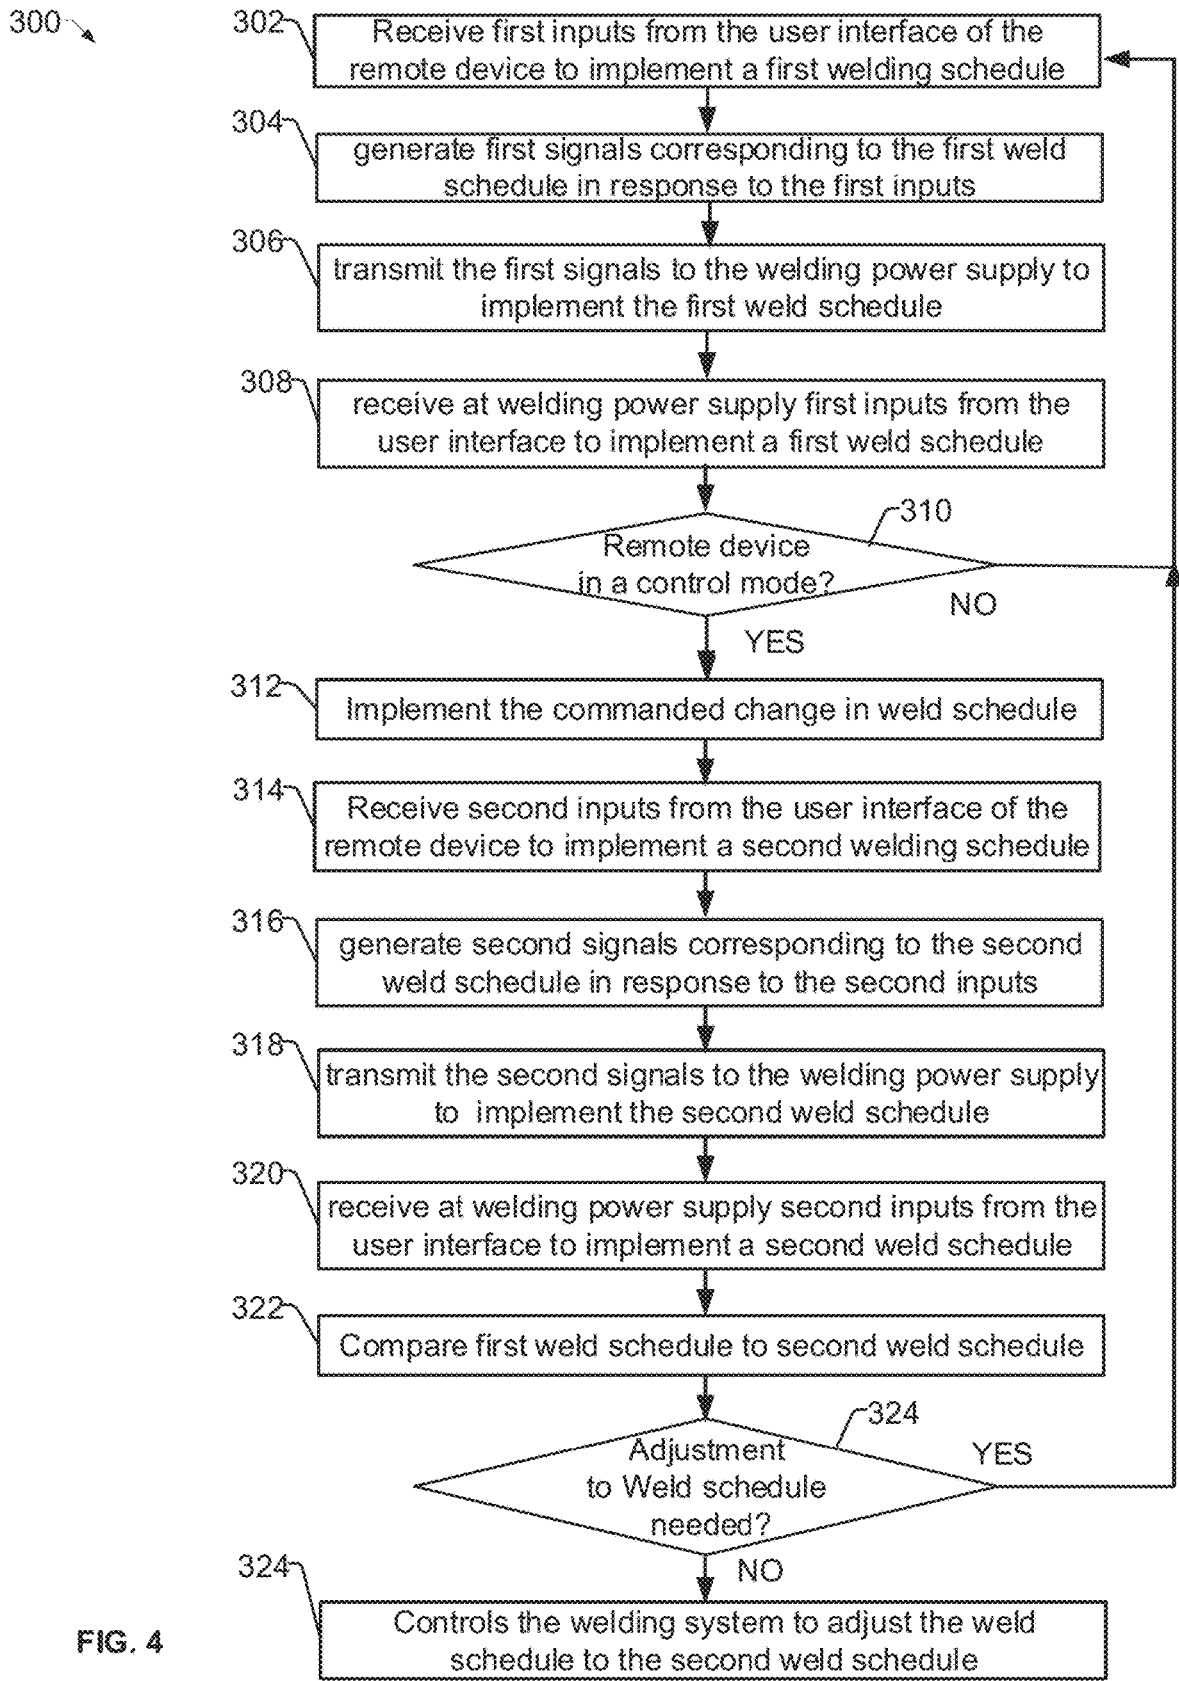 300
302
Receive first inputs from the user interface of the
remote device to implement a first welding schedule
304
generate first signals corresponding to the first weld
schedule in response to the first inputs
306
transmit the first signals to the welding power supply to
implement the first weld schedule
308
receive at welding power supply first inputs from the
user interface to implement a first weld schedule
310
Remote device
in a control mode?
NO
YES
312
Implement the commanded change in weld schedule
314
Receive second inputs from the user interface of the
remote device to implement a second welding schedule
316
generate second signals corresponding to the second
weld schedule in response to the second inputs
318
transmit the second signals to the welding power supply
to implement the second weld schedule
320
receive at welding power supply second inputs from the
user interface to implement a second weld schedule
322
Compare first weld schedule to second weld schedule
324
Adjustment
to Weld schedule
needed?
YES
NO
324
Controls the welding system to adjust the weld
schedule to the second weld schedule
FIG. 4